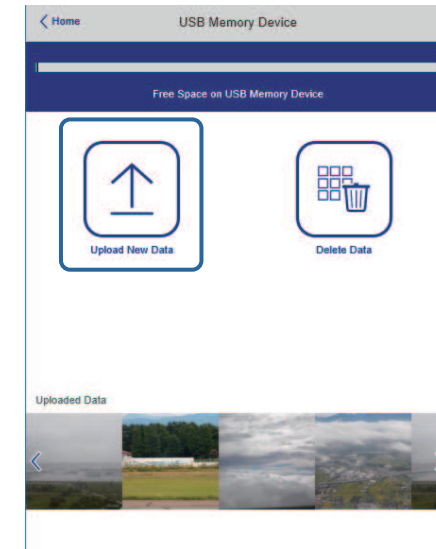 Home
USB Memory Device
Free Space on USB Memory Device
Upload New Data
Delete Data
Uploaded Data